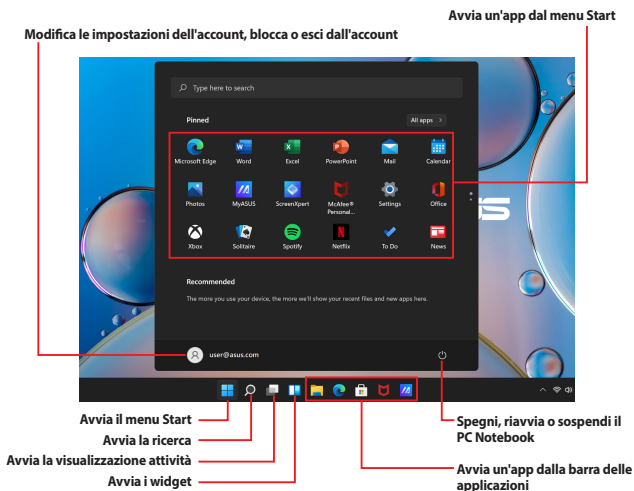 Avvia un'app dal menu Start
Modifica le impostazioni dell'account, blocca o esci dall'account
Type here to search
Pinned
All apps >
Microsoft Edge Word Excel PowerPoint Mail Calendar
Photos MyASUS ScreenXpert McAfee® Personal... Settings Office
Xbox Solitaire Spotify Netflix To Do News
Recommended
The more you use your device, the more we'll show your recent files and new apps here.
user@asus.com
Avvia il menu Start
Avvia la ricerca
Avvia la visualizzazione attività
Avvia i widget
Spegni, riavvia o sospendi il
PC Notebook
Avvia un'app dalla barra delle
applicazioni